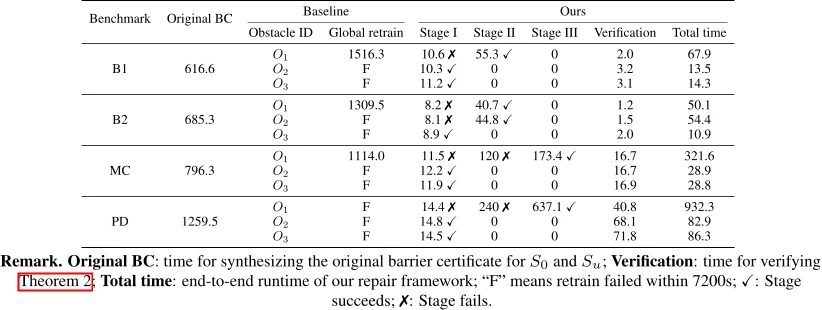 Benchmark Original BC Baseline Ours
Obstacle ID Global retrain Stage I Stage II Stage III Verification Total time
B1 616.6 O₁ 1516.3 10.6 ✗ 55.3 ✓ 0 2.0 67.9
O₂ F 10.3 ✓ 0 0 3.2 13.5
O₃ F 11.2 ✓ 0 0 3.1 14.3
B2 685.3 O₁ 1309.5 8.2 ✗ 40.7 ✓ 0 1.2 50.1
O₂ F 8.1 ✗ 44.8 ✓ 0 1.5 54.4
O₃ F 8.9 ✓ 0 0 2.0 10.9
MC 796.3 O₁ 1114.0 11.5 ✗ 120 ✗ 173.4 ✓ 16.7 321.6
O₂ F 12.2 ✓ 0 0 16.7 28.9
O₃ F 11.9 ✓ 0 0 16.9 28.8
PD 1259.5 O₁ F 14.4 ✗ 240 ✗ 637.1 ✓ 40.8 932.3
O₂ F 14.8 ✓ 0 0 68.1 82.9
O₃ F 14.5 ✓ 0 0 71.8 86.3
Remark. Original BC: time for synthesizing the original barrier certificate for S₀ and Sᵤ; Verification: time for verifying
Theorem 2; Total time: end-to-end runtime of our repair framework; “F” means retrain failed within 7200s; ✓: Stage
succeeds; ✗: Stage fails.